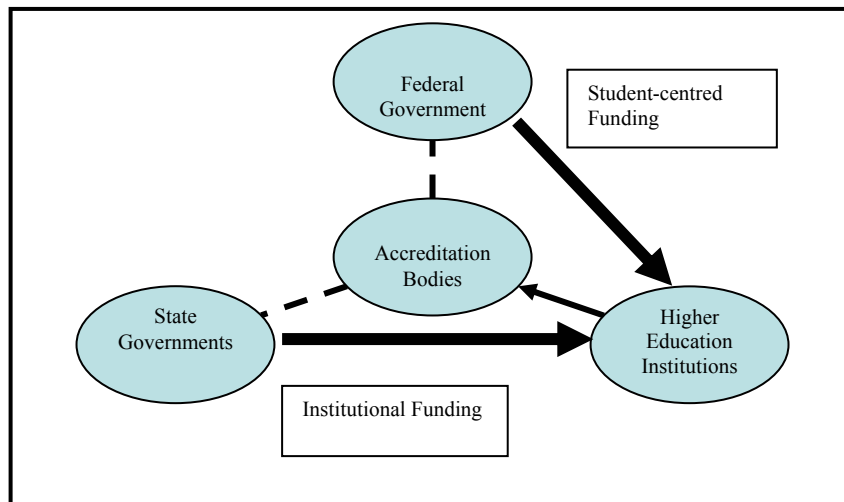 Federal
Government
Student-centred
Funding
Accreditation
Bodies
State
Governments
Higher
Education
Institutions
Institutional Funding